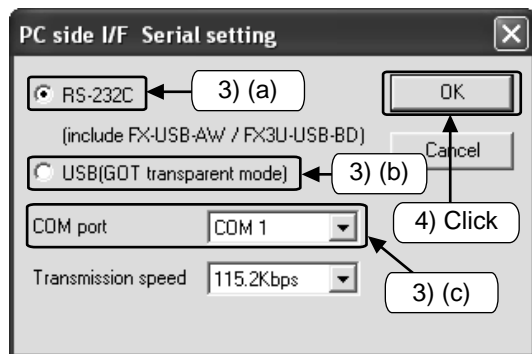 PC side I/F Serial setting
RS-232C
3) (a)
OK
(include FX-USB-AW / FX3U-USB-BD)
Cancel
USB(GOT transparent mode)
3) (b)
COM port
COM 1
4) Click
Transmission speed
115.2Kbps
3) (c)